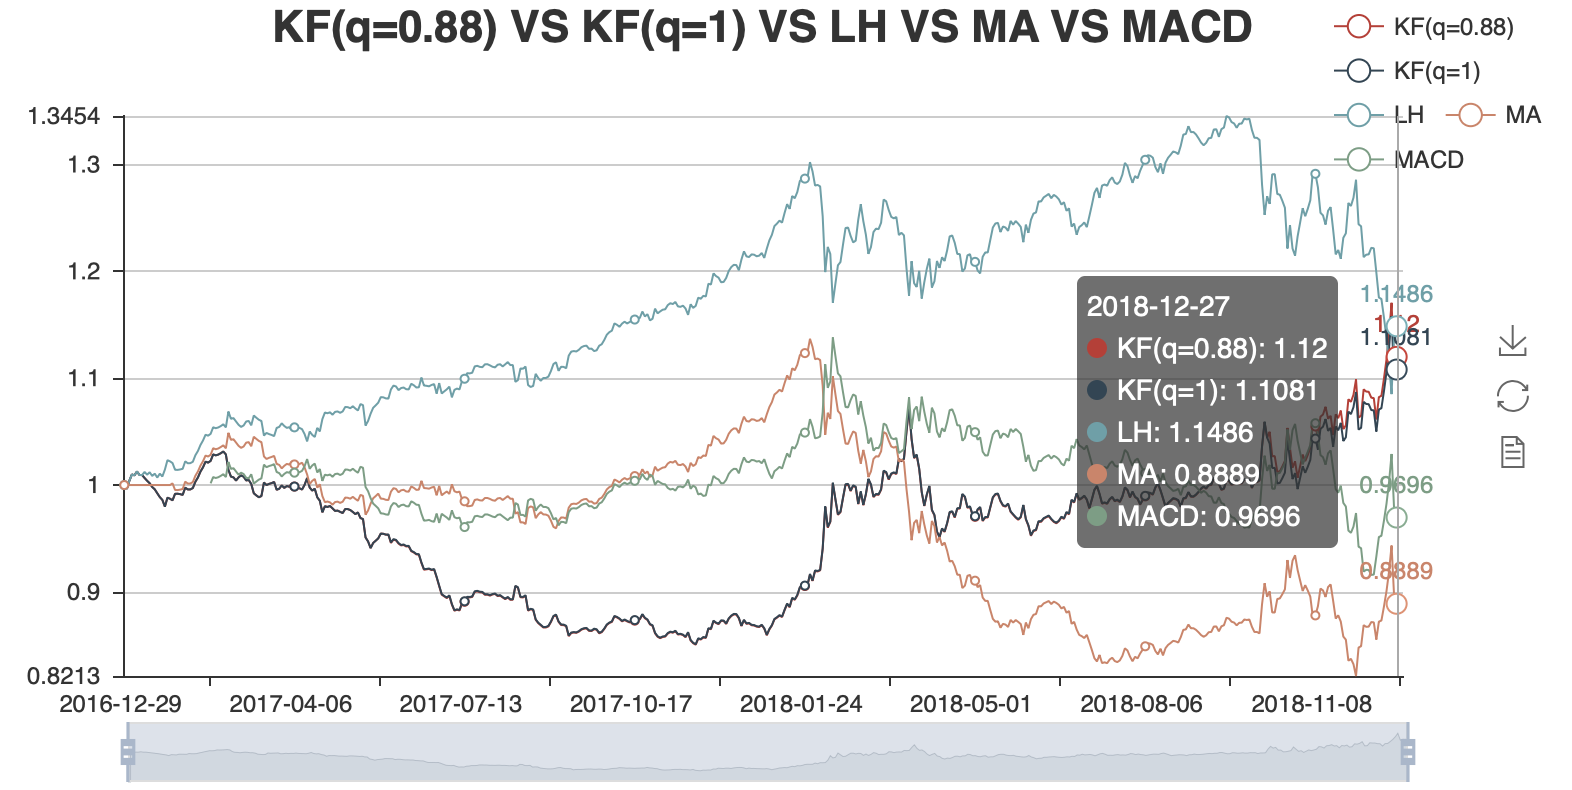 KF(q=0.88) VS KF(q=1) VS LH VS MA VS MACD
KF(q=0.88)
KF(q=1)
LH MA
MACD
1.3454
1.3
1.2
1.1
1
0.9
0.8213
2018-12-27
KF(q=0.88): 1.12
KF(q=1): 1.1081
LH: 1.1486
MA: 0.8889
MACD: 0.9696
1.1486
1.12
1.1081
0.9696
0.8889
2016-12-29 2017-04-06 2017-07-13 2017-10-17 2018-01-24 2018-05-01 2018-08-06 2018-11-08